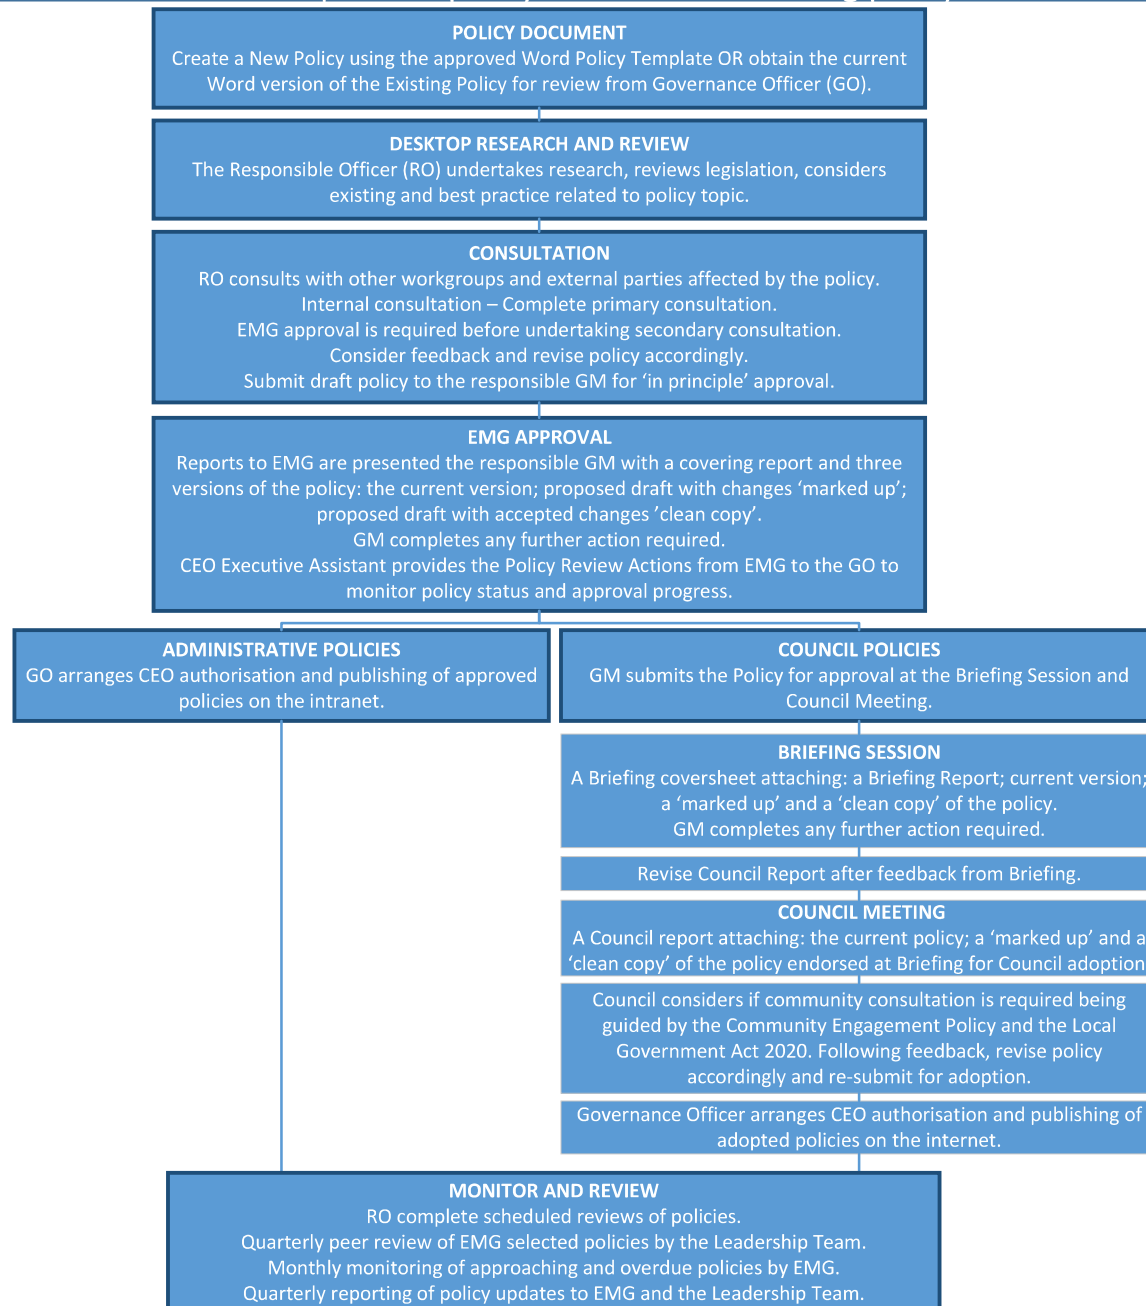 POLICY DOCUMENT
Create a New Policy using the approved Word Policy Template OR obtain the current
Word version of the Existing Policy for review from Governance Officer (GO).
DESKTOP RESEARCH AND REVIEW
The Responsible Officer (RO) undertakes research, reviews legislation, considers
existing and best practice related to policy topic.
CONSULTATION
RO consults with other workgroups and external parties affected by the policy.
Internal consultation – Complete primary consultation.
EMG approval is required before undertaking secondary consultation.
Consider feedback and revise policy accordingly.
Submit draft policy to the responsible GM for ‘in principle’ approval.
EMG APPROVAL
Reports to EMG are presented the responsible GM with a covering report and three
versions of the policy: the current version; proposed draft with changes ‘marked up’;
proposed draft with accepted changes ’clean copy’.
GM completes any further action required.
CEO Executive Assistant provides the Policy Review Actions from EMG to the GO to
monitor policy status and approval progress.
ADMINISTRATIVE POLICIES
GO arranges CEO authorisation and publishing of approved
policies on the intranet.
COUNCIL POLICIES
GM submits the Policy for approval at the Briefing Session and
Council Meeting.
BRIEFING SESSION
A Briefing coversheet attaching: a Briefing Report; current version;
a ‘marked up’ and a ‘clean copy’ of the policy.
GM completes any further action required.
Revise Council Report after feedback from Briefing.
COUNCIL MEETING
A Council report attaching: the current policy; a ‘marked up’ and a
‘clean copy’ of the policy endorsed at Briefing for Council adoption
Council considers if community consultation is required being
guided by the Community Engagement Policy and the Local
Government Act 2020. Following feedback, revise policy
accordingly and re-submit for adoption.
Governance Officer arranges CEO authorisation and publishing of
adopted policies on the internet.
MONITOR AND REVIEW
RO complete scheduled reviews of policies.
Quarterly peer review of EMG selected policies by the Leadership Team.
Monthly monitoring of approaching and overdue policies by EMG.
Quarterly reporting of policy updates to EMG and the Leadership Team.